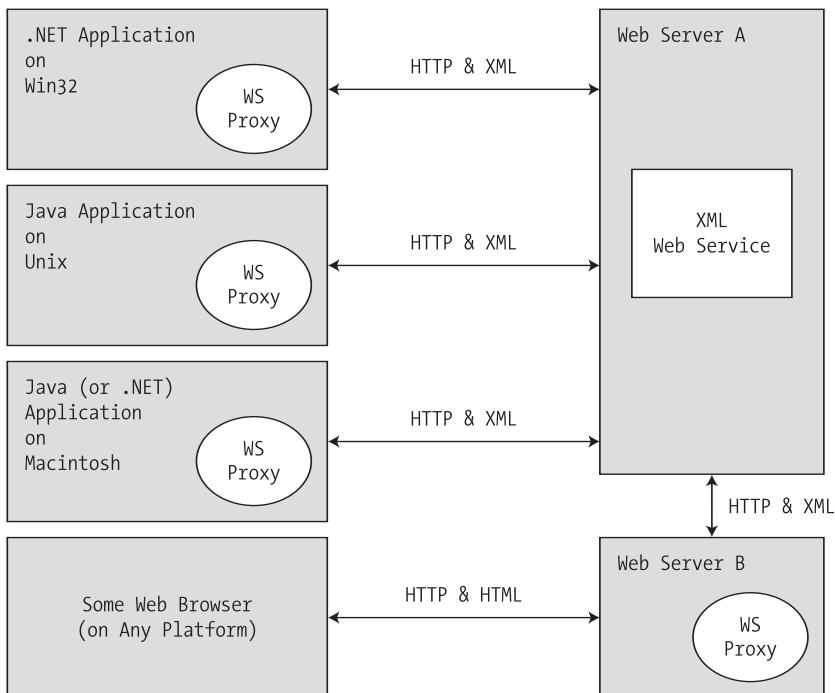 .NET Application
on
Win32
WS
Proxy
HTTP & XML
Web Server A
XML
Web Service
Java Application
on
Unix
WS
Proxy
HTTP & XML
Java (or .NET)
Application
on
Macintosh
WS
Proxy
HTTP & XML
HTTP & XML
Some Web Browser
(on Any Platform)
HTTP & HTML
Web Server B
WS
Proxy